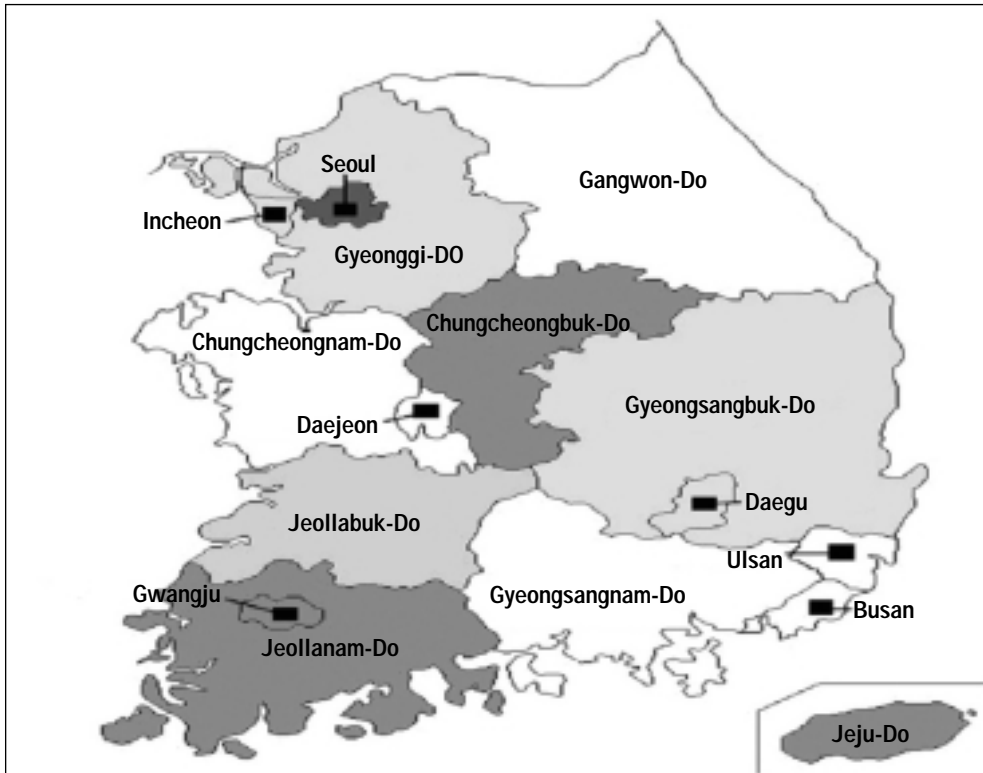 Seoul
Gangwon-Do
Incheon
Gyeonggi-DO
Chungcheongbuk-Do
Chungcheongnam-Do
Gyeongsangbuk-Do
Daejeon
Daegu
Jeollabuk-Do
Ulsan
Gwangju
Gyeongsangnam-Do
Busan
Jeollanam-Do
Jeju-Do